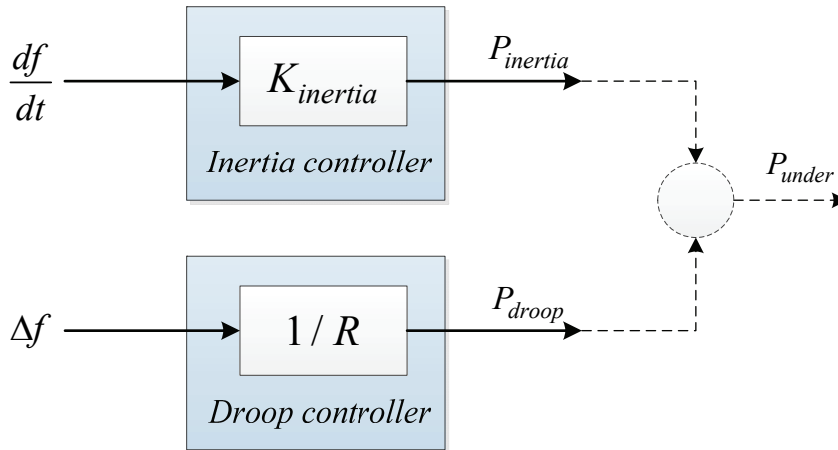 df
dt
K_inertia
Inertia controller
P_inertia
P_under
Δf
1 / R
Droop controller
P_droop